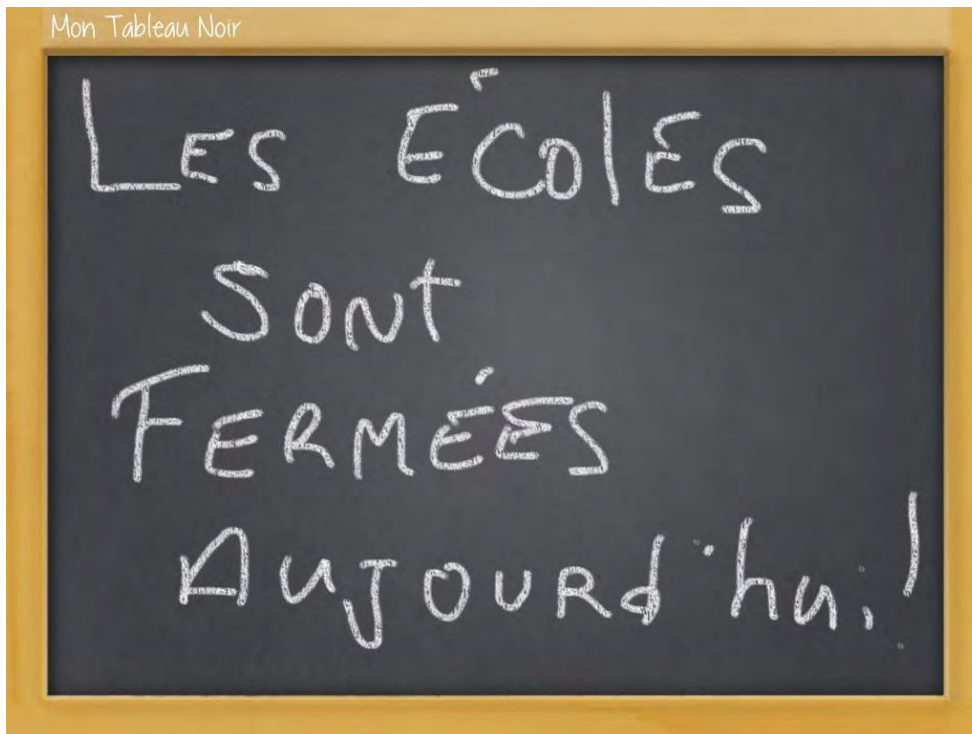 Mon Tableau Noir
LES ÉCOlES
SONt
FERMÉES
AUJOURd'hui!